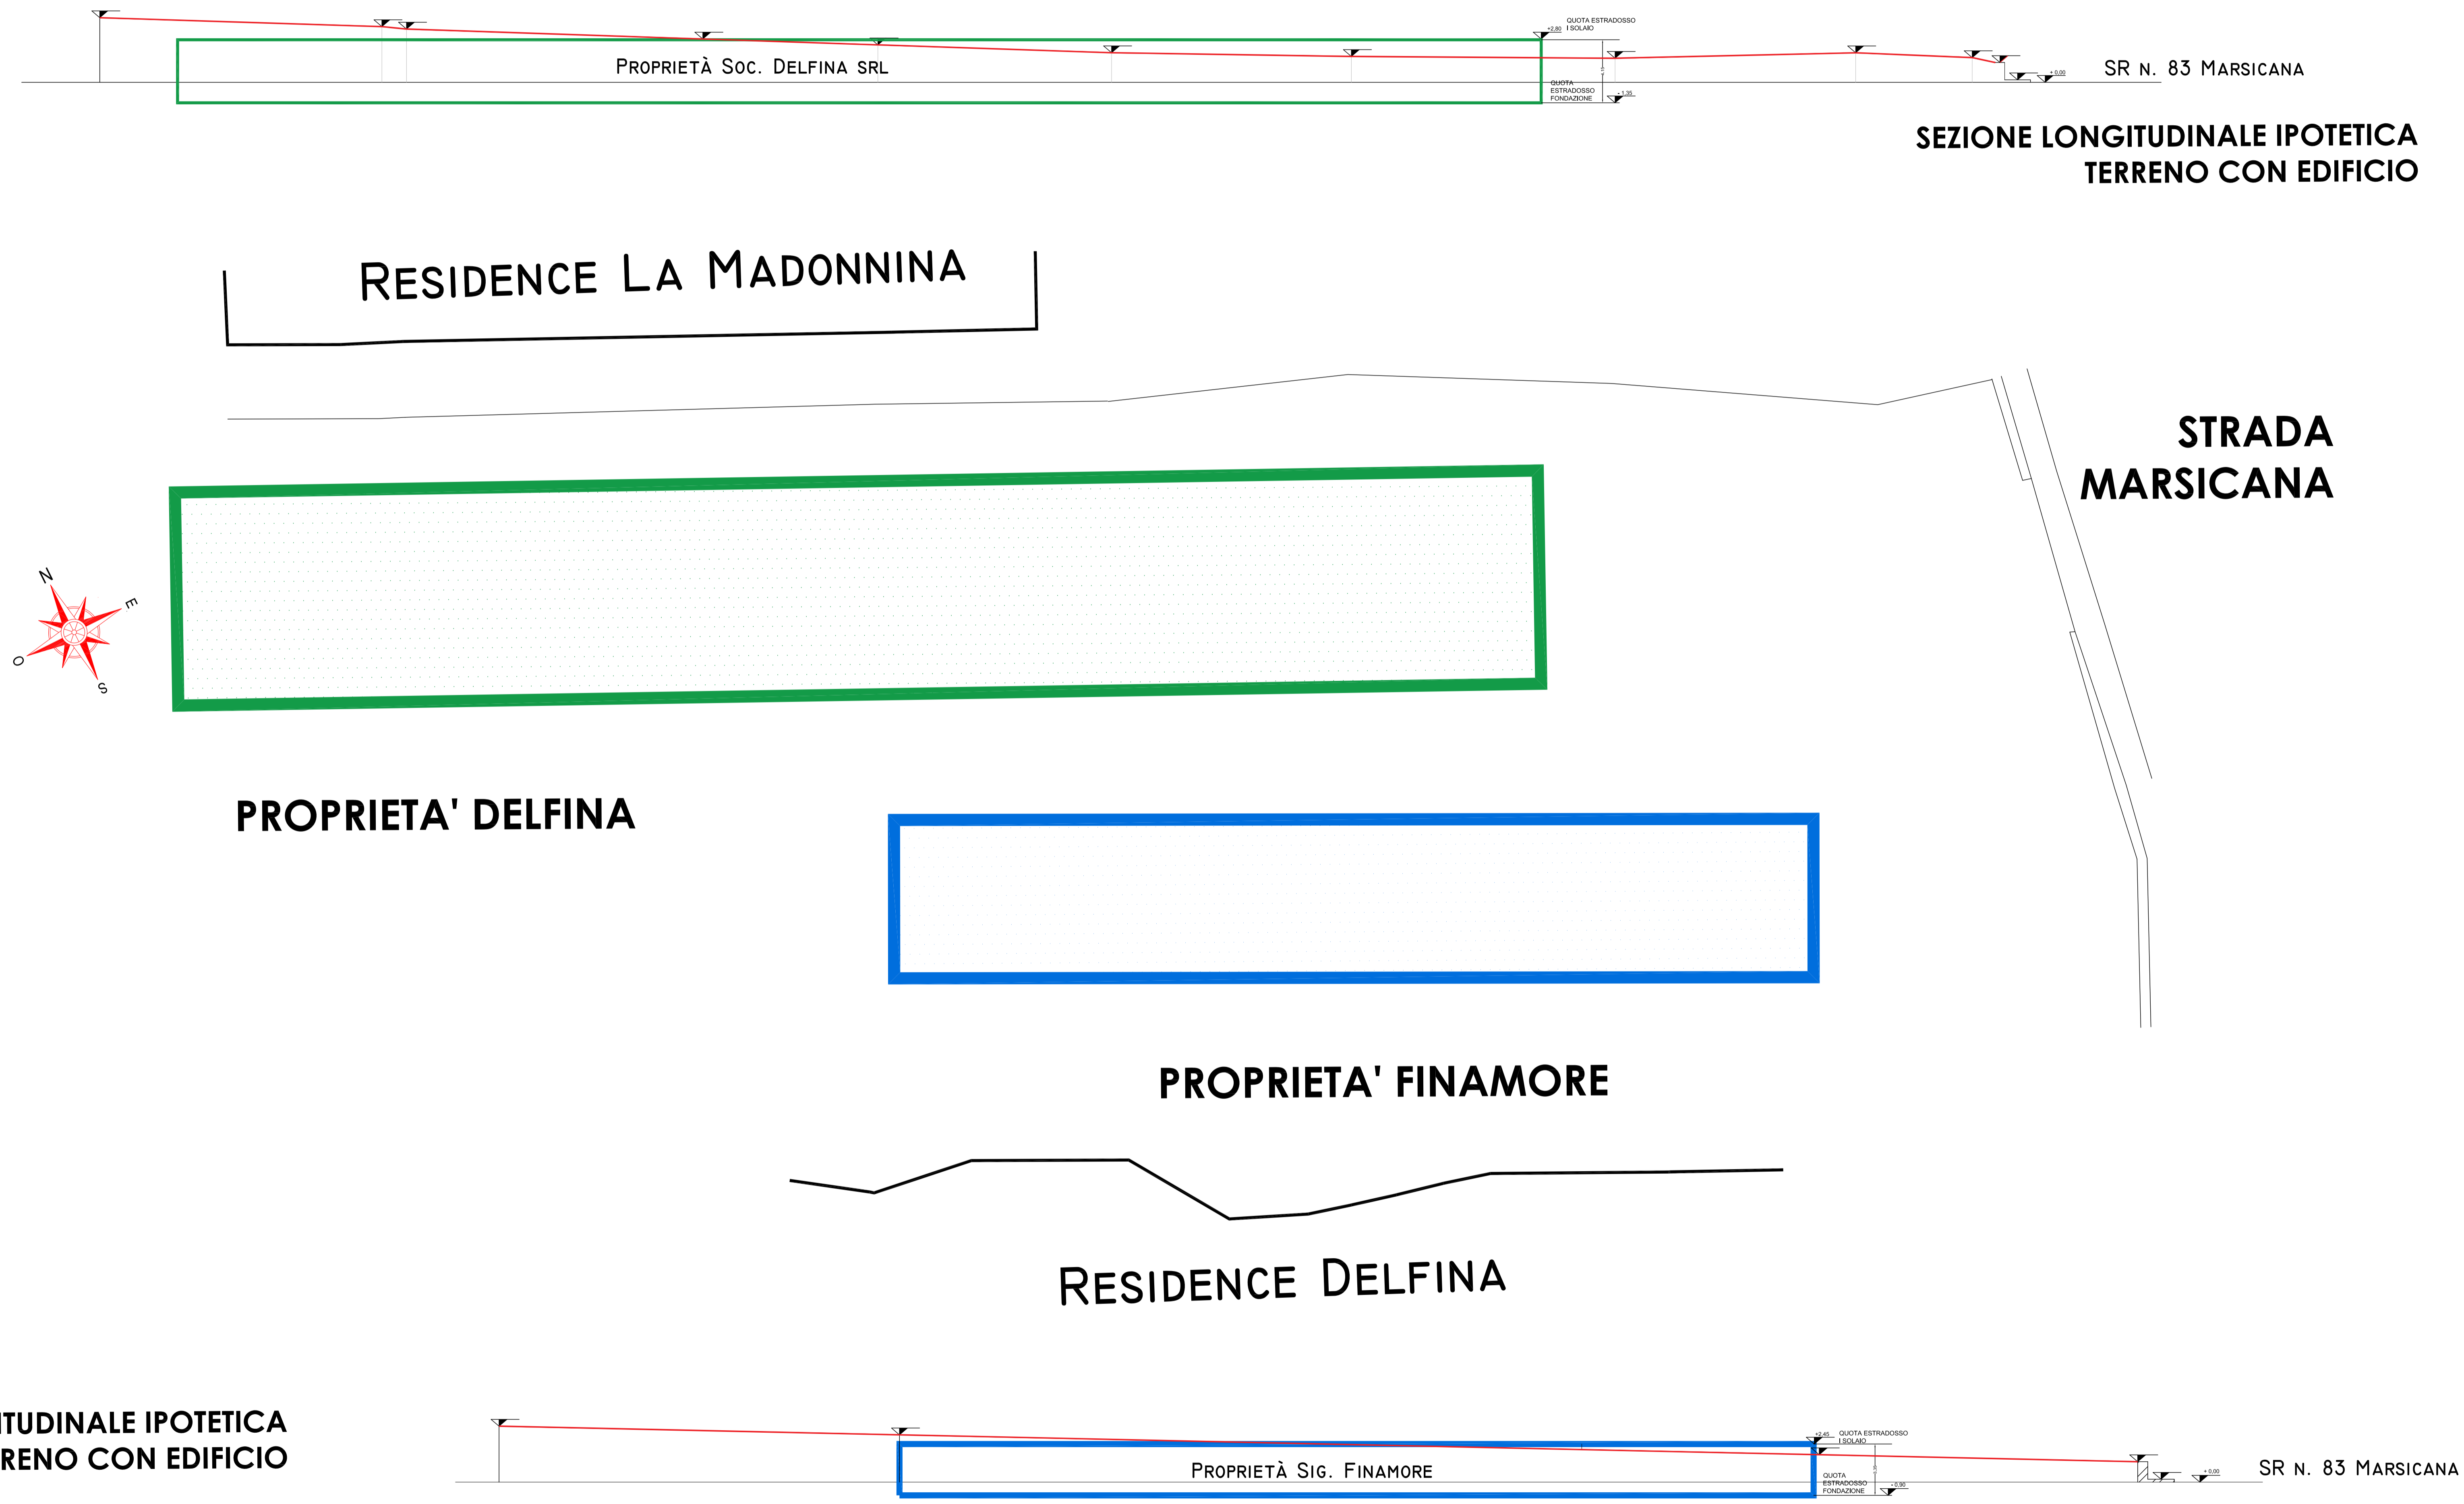 QUOTA ESTRADOSSO
I SOLAIO
+2,80
PROPRIETÀ SOC. DELFINA SRL
+ 0,00
SR N. 83 MARSICANA
QUOTA
ESTRADOSSO
FONDAZIONE
- 1,35
SEZIONE LONGITUDINALE IPOTETICA
TERRENO CON EDIFICIO
RESIDENCE LA MADONNINA
STRADA
MARSICANA
N
E
O
S
PROPRIETA' DELFINA
PROPRIETA' FINAMORE
RESIDENCE DELFINA
ITUDINALE IPOTETICA
RENO CON EDIFICIO
+2,45
QUOTA ESTRADOSSO
I SOLAIO
PROPRIETÀ SIG. FINAMORE
QUOTA
ESTRADOSSO
FONDAZIONE
+ 0,00
SR N. 83 MARSICANA